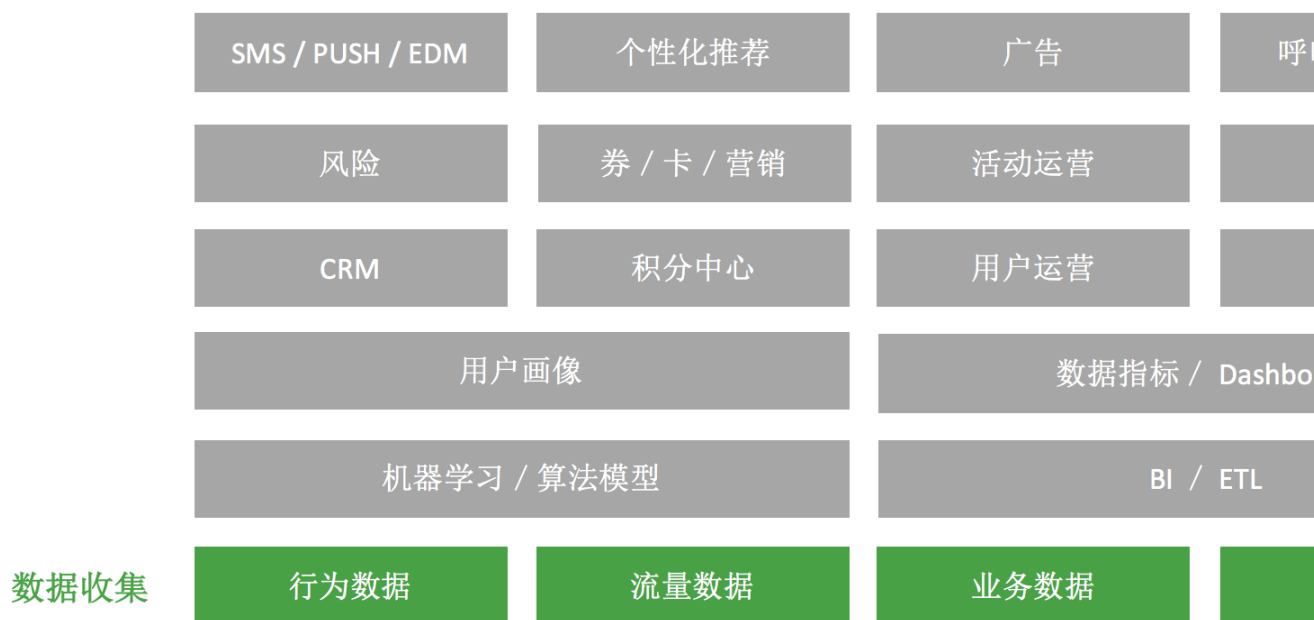 SMS / PUSH / EDM 个性化推荐 广告 呼
风险 券 / 卡 / 营销 活动运营
CRM 积分中心 用户运营
用户画像 数据指标 / Dashbo
机器学习 / 算法模型 BI / ETL
数据收集 行为数据 流量数据 业务数据